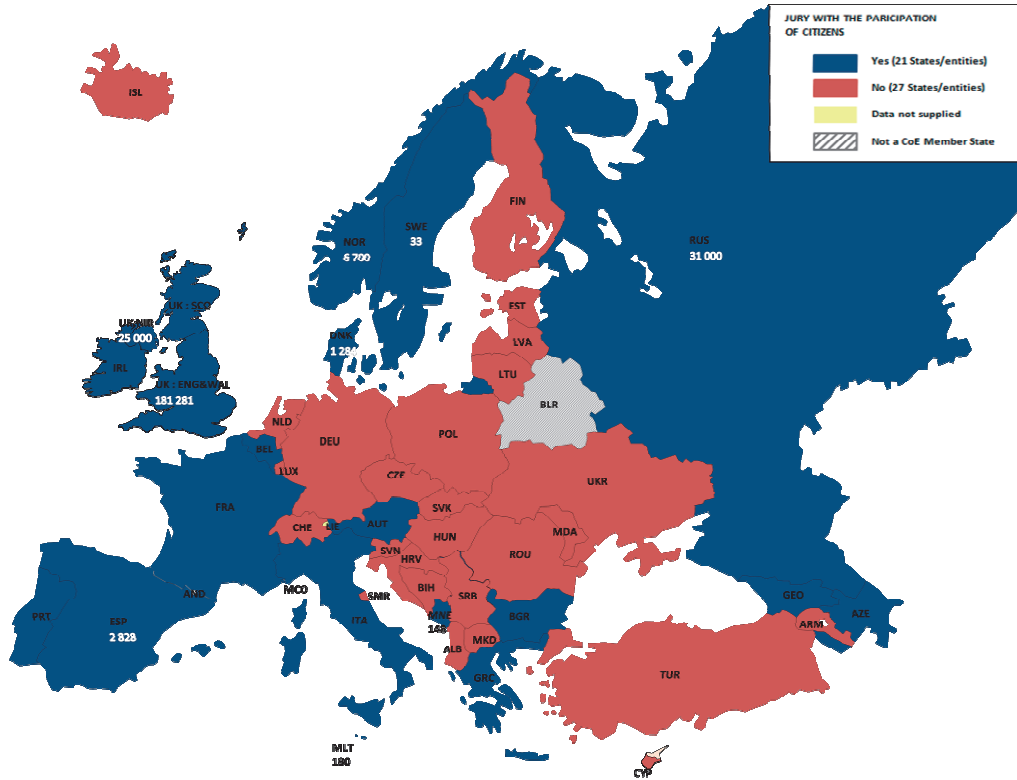 JURY WITH THE PARICIPATION
OF CITIZENS
Yes (21 States/entities)
No (27 States/entities)
Data not supplied
Not a CoE Member State
ISL
FIN
SWE
33
NOR
6 700
RUS
31 000
UK: SCO
UK:NIR
25 000
EST
DNK
1 284
LVA
IRL
LTU
UK : ENG&WAL
181 281
BLR
NLD
DEU
POL
BEL
LUX
CZE
UKR
FRA
SVK
CHE
LIE
AUT
MDA
HUN
SVN
HRV
ROU
AND
MCO
BIH
SMR
SRB
GEO
PRT
ESP
2 828
ITA
MNE
148
BGR
AZE
ARM
MKD
ALB
GRC
TUR
MLT
180
CYP